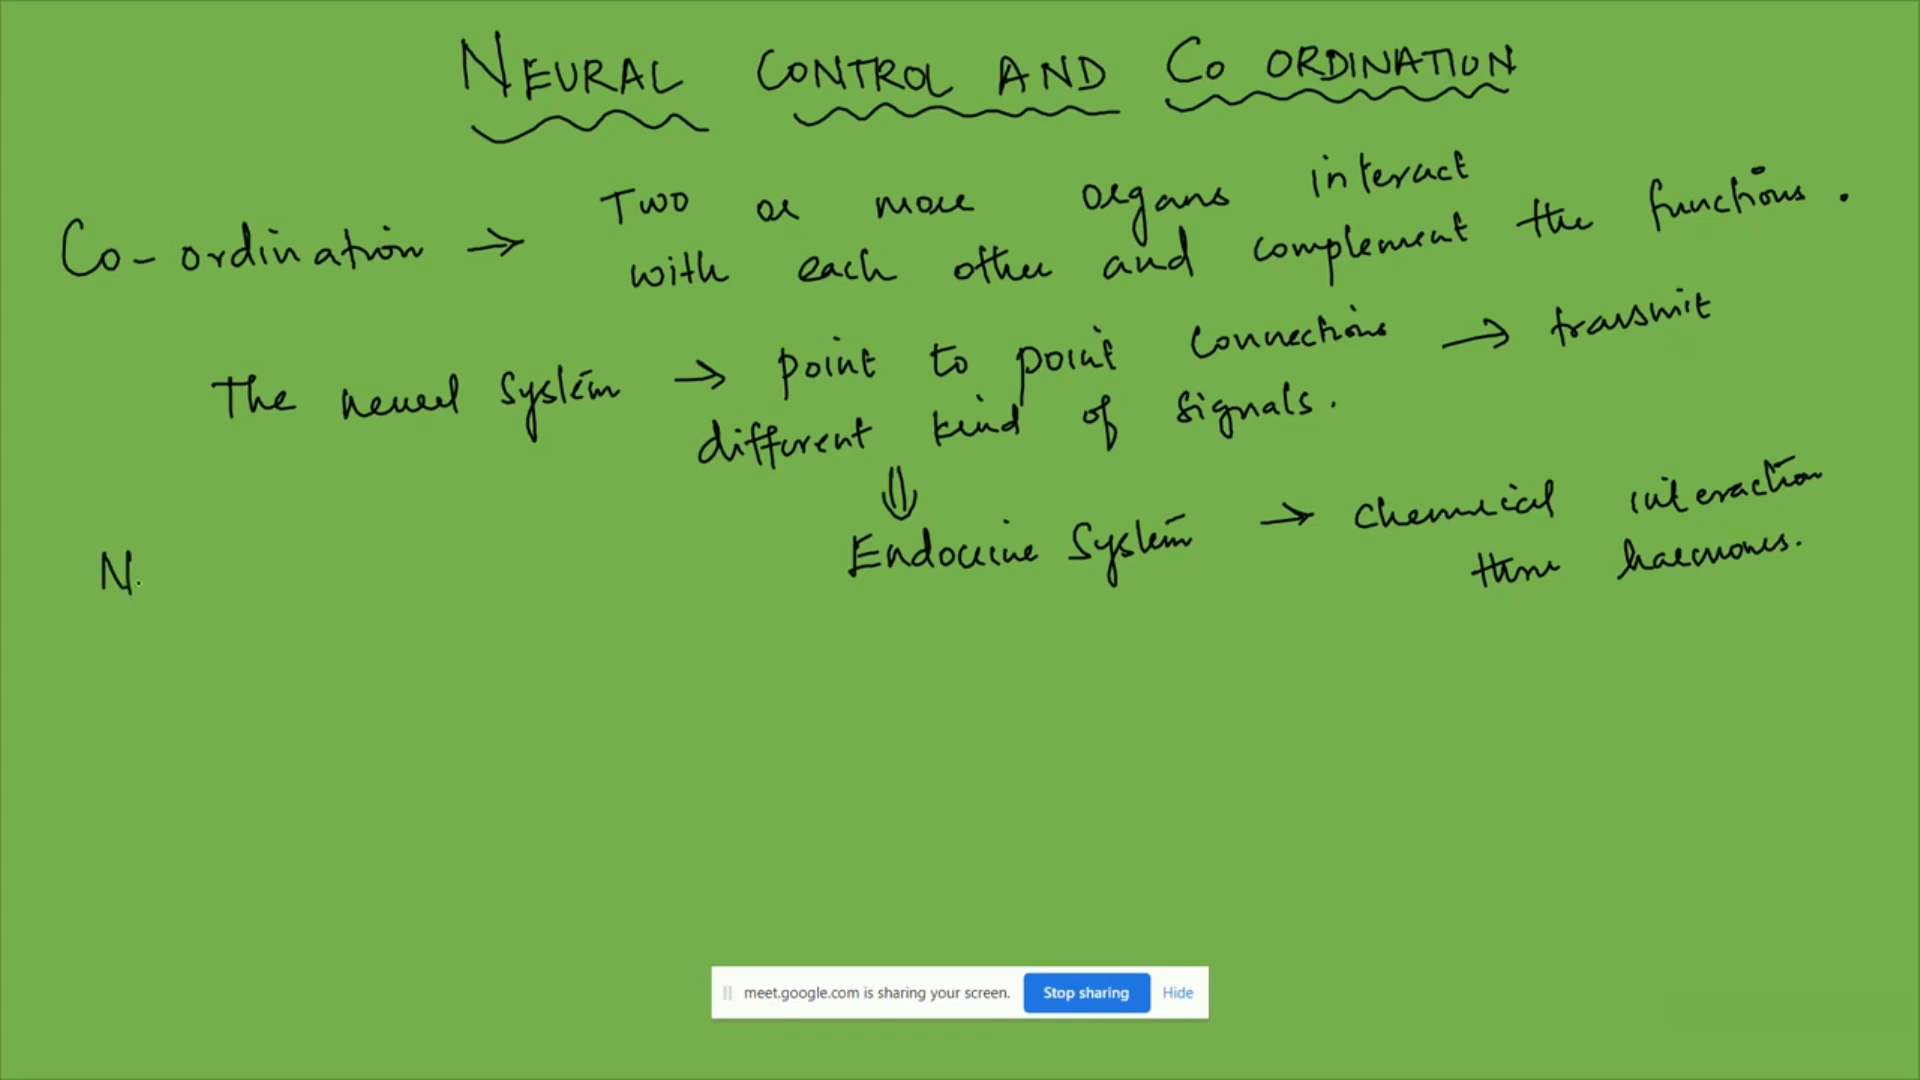 NEURAL CONTROL AND CO ORDINATION
Co-ordination → Two or more organs interact
with each other and complement the functions.
The neural system → point to point connections → transmit
different kind of signals.
⇓
Endocrine System → chemical interaction
thro harmones.
N.
meet.google.com is sharing your screen. Stop sharing Hide